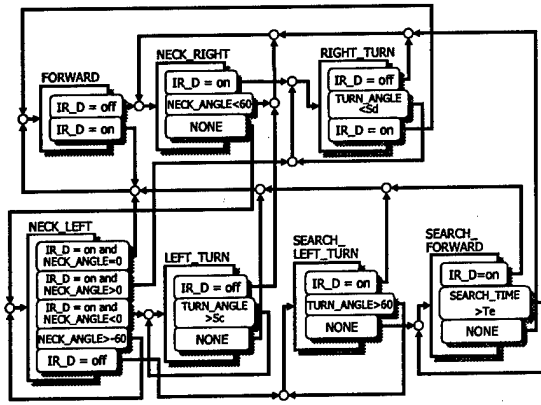 FORWARD
IR_D = off
IR_D = on
NECK_RIGHT
IR_D = on
NECK_ANGLE<60
NONE
RIGHT_TURN
IR_D = off
TURN_ANGLE
<Sd
IR_D = on
NECK_LEFT
IR_D = on and
NECK_ANGLE=0
IR_D = on and
NECK_ANGLE>0
IR_D = on and
NECK_ANGLE<0
NECK_ANGLE>-60
IR_D = off
LEFT_TURN
IR_D = off
TURN_ANGLE
>Sc
NONE
SEARCH_
LEFT_TURN
IR_D = on
TURN_ANGLE>60
NONE
SEARCH_
FORWARD
IR_D=on
SEARCH_TIME
>Te
NONE